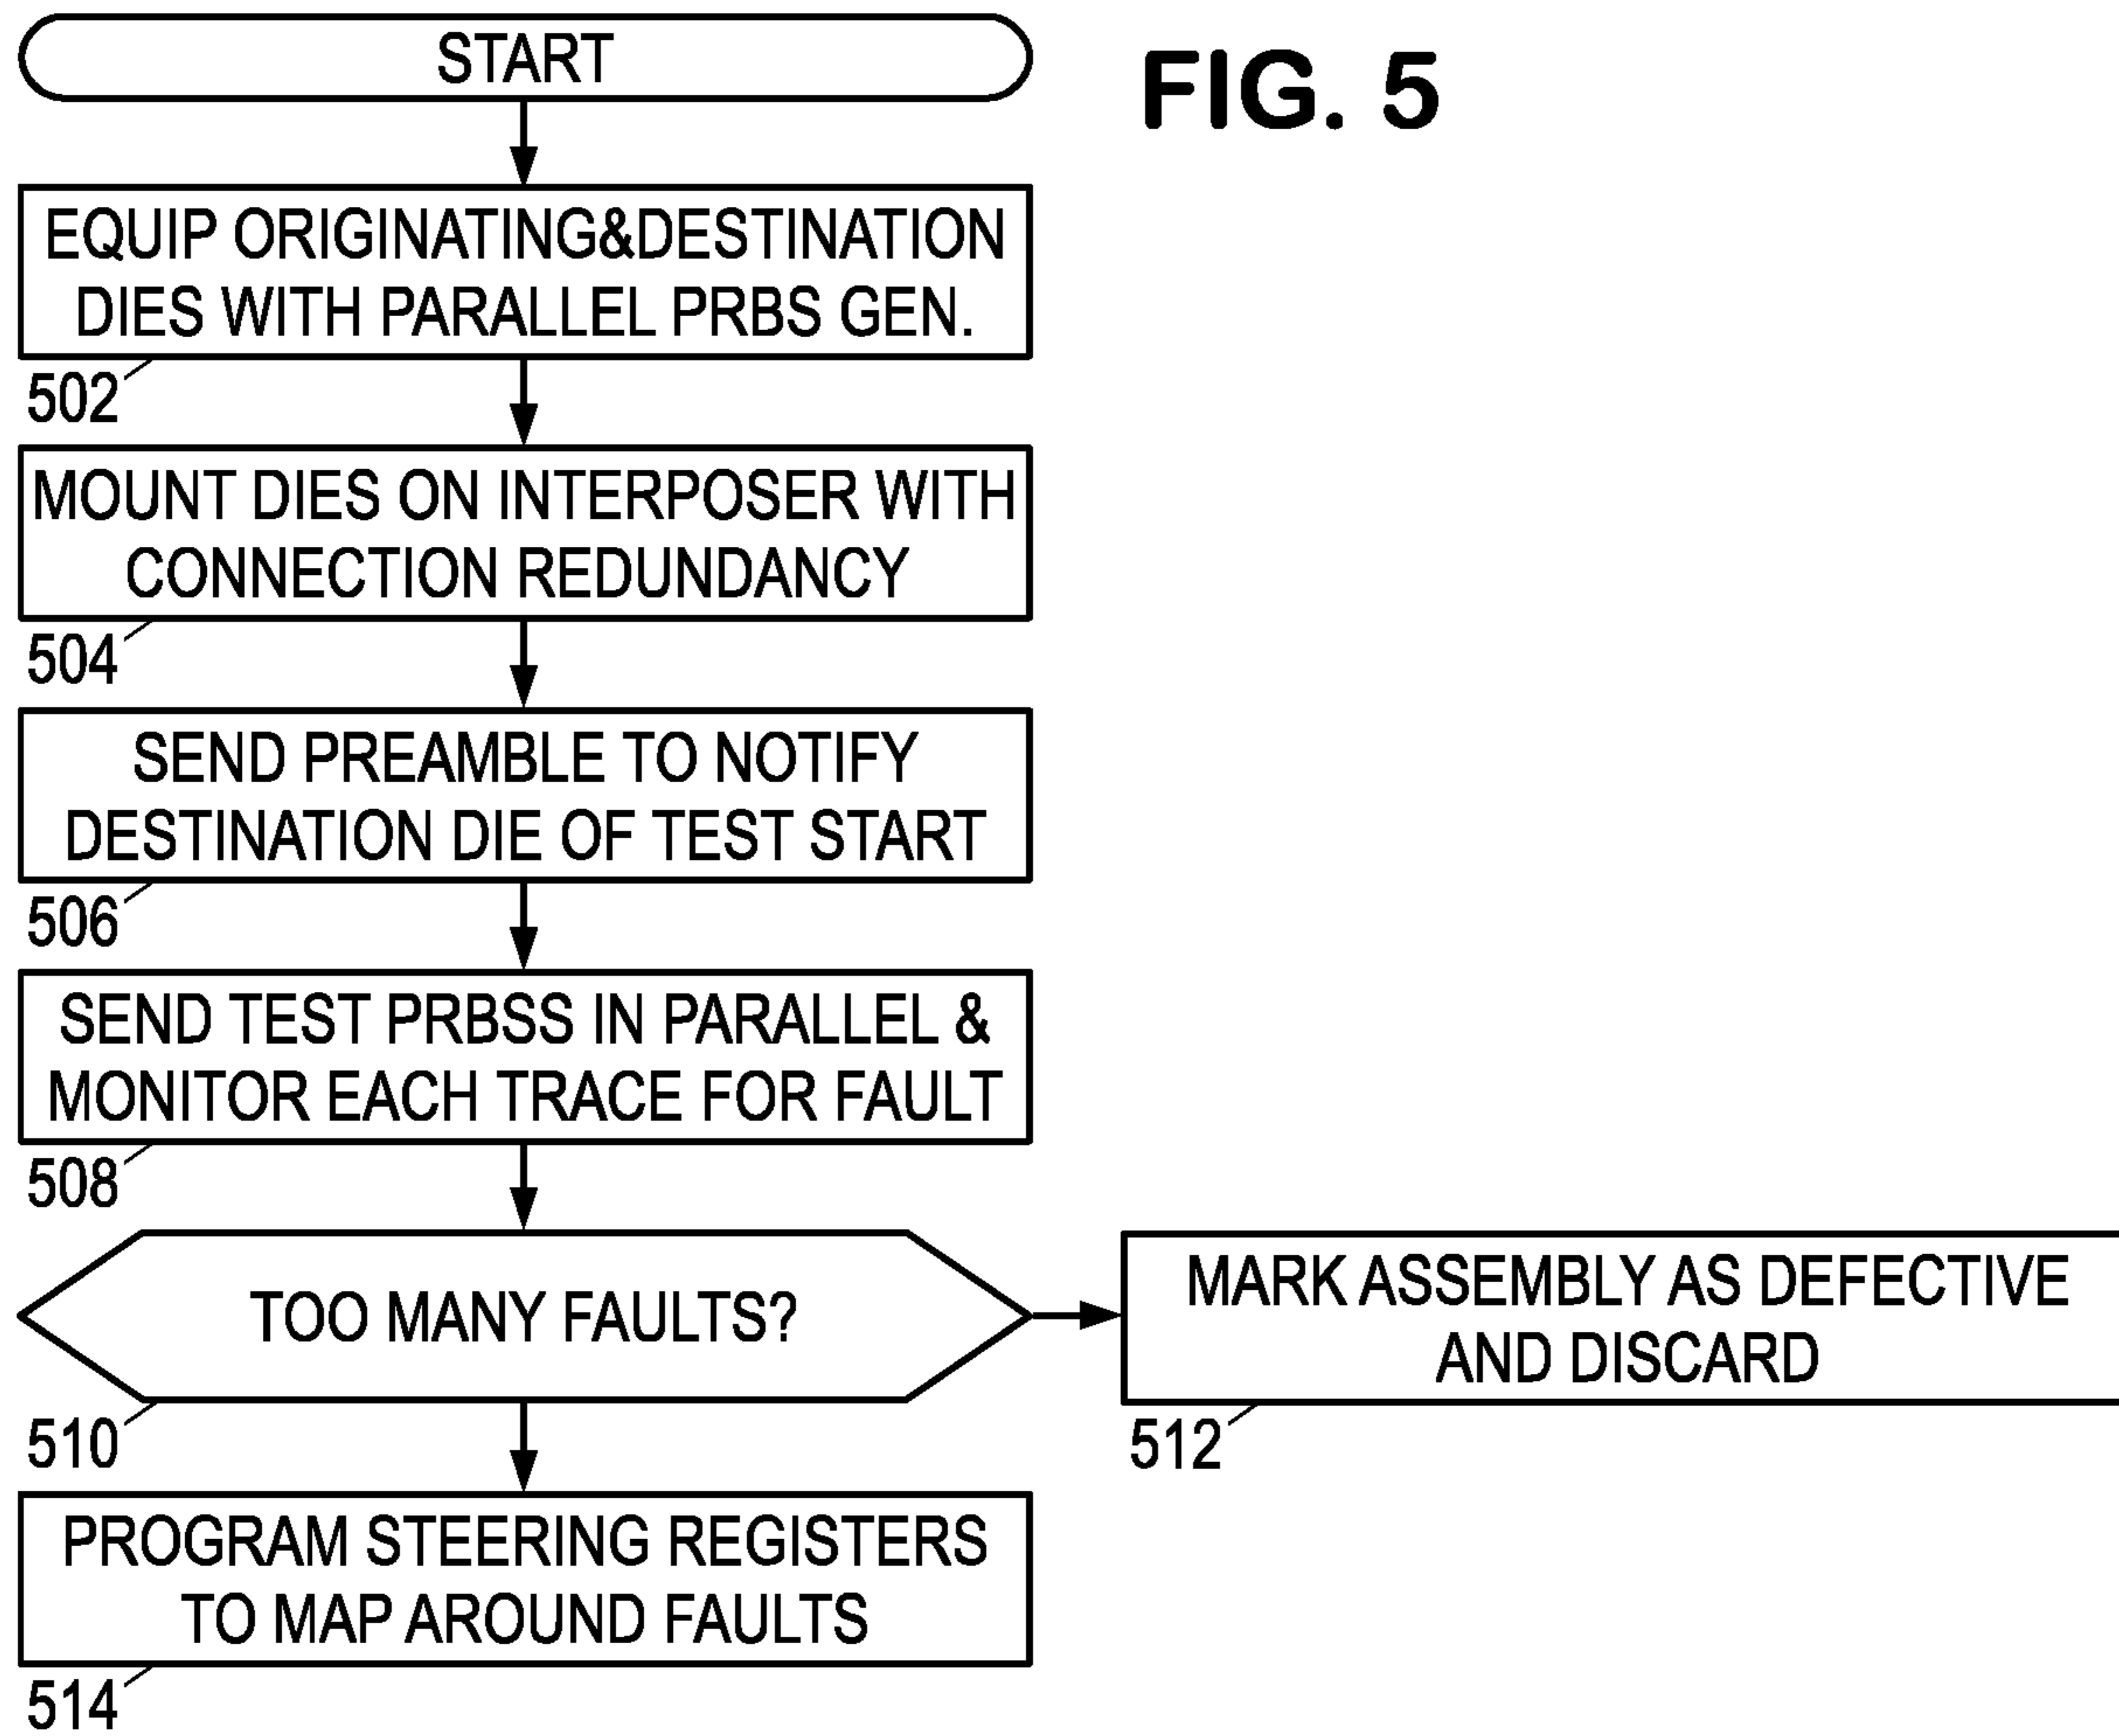 START
FIG. 5
EQUIP ORIGINATING&DESTINATION
DIES WITH PARALLEL PRBS GEN.
502
MOUNT DIES ON INTERPOSER WITH
CONNECTION REDUNDANCY
504
SEND PREAMBLE TO NOTIFY
DESTINATION DIE OF TEST START
506
SEND TEST PRBSS IN PARALLEL &
MONITOR EACH TRACE FOR FAULT
508
TOO MANY FAULTS?
510
MARK ASSEMBLY AS DEFECTIVE
AND DISCARD
512
PROGRAM STEERING REGISTERS
TO MAP AROUND FAULTS
514